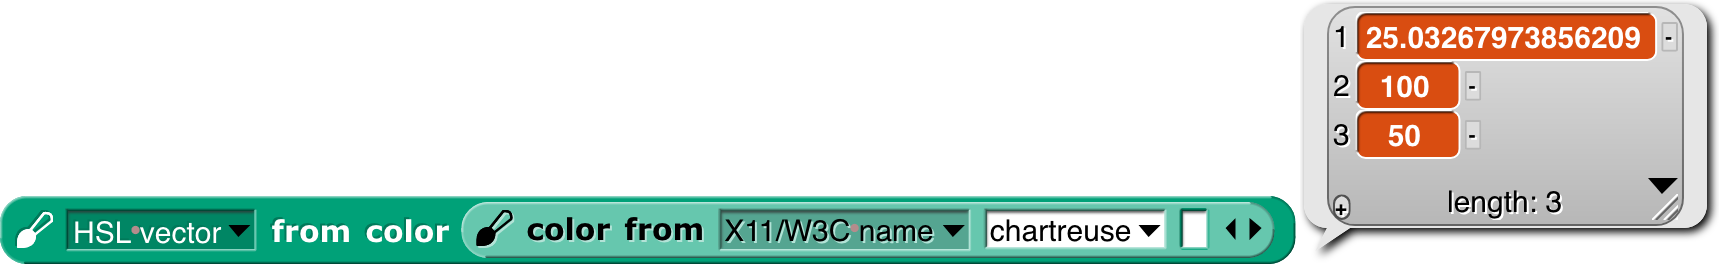 HSL vector from color color from X11/W3C name chartreuse
1 25.03267973856209 -
2 100 -
3 50 -
+ length: 3